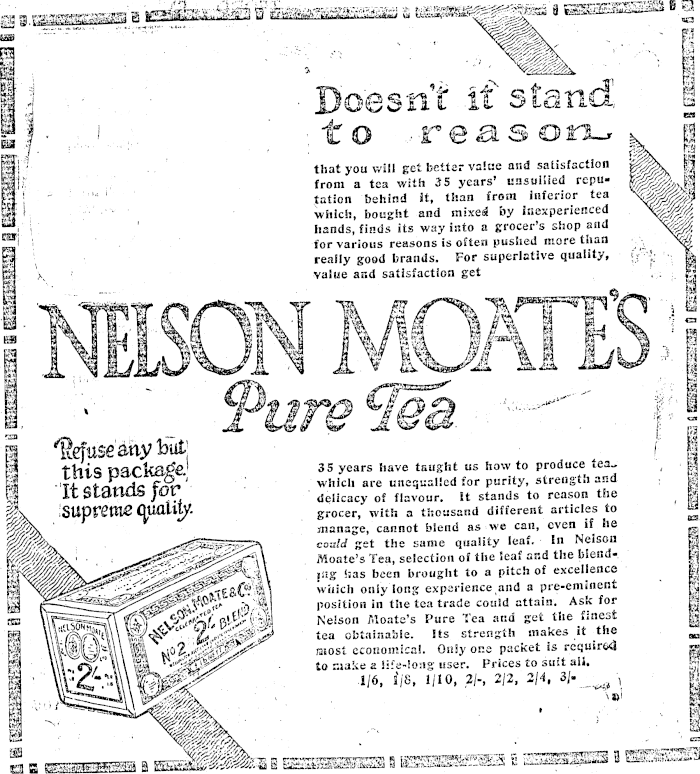 Doesn't it stand
to reason
that you will get better value and satisfaction
from a tea with 35 years' unsullied repu-
tation behind it, than from inferior tea
which, bought and mixed by inexperienced
hands, finds its way into a grocer's shop and
for various reasons is often pushed more than
really good brands. For superlative quality,
value and satisfaction get
NELSON MOATE'S
Pure Tea
Refuse any but
this package.
It stands for
supreme quality.
NELSON MOATE
2/-
NELSON, MOATE & Co
CELEBRATED TEA
No 2. 2/- BLEND
35 years have taught us how to produce teas
which are unequalled for purity, strength and
delicacy of flavour. It stands to reason the
grocer, with a thousand different articles to
manage, cannot blend as we can, even if he
could get the same quality leaf. In Nelson
Moate's Tea, selection of the leaf and the blend-
ing has been brought to a pitch of excellence
which only long experience and a pre-eminent
position in the tea trade could attain. Ask for
Nelson Moate's Pure Tea and get the finest
tea obtainable. Its strength makes it the
most economical. Only one packet is required
to make a life-long user. Prices to suit all.
1/6, 1/8, 1/10, 2/-, 2/2, 2/4, 3/-